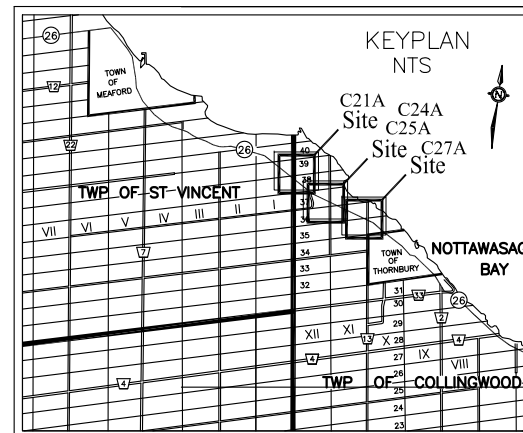 KEYPLAN
NTS
N
26
TOWN
OF
MEAFORD
12
22
26
C21A
Site
C24A
C25A
Site
C27A
Site
40
39
38
37
36
35
34
33
32
TWP OF ST VINCENT
VII VI V IV III II I
7
NOTTAWASAG
BAY
TOWN
OF
THORNBURY
31
33
30
26
29
2
XII XI X
13
28
4
4
27
IX VIII
4
TWP OF COLLINGWOOD
26
25
24
23